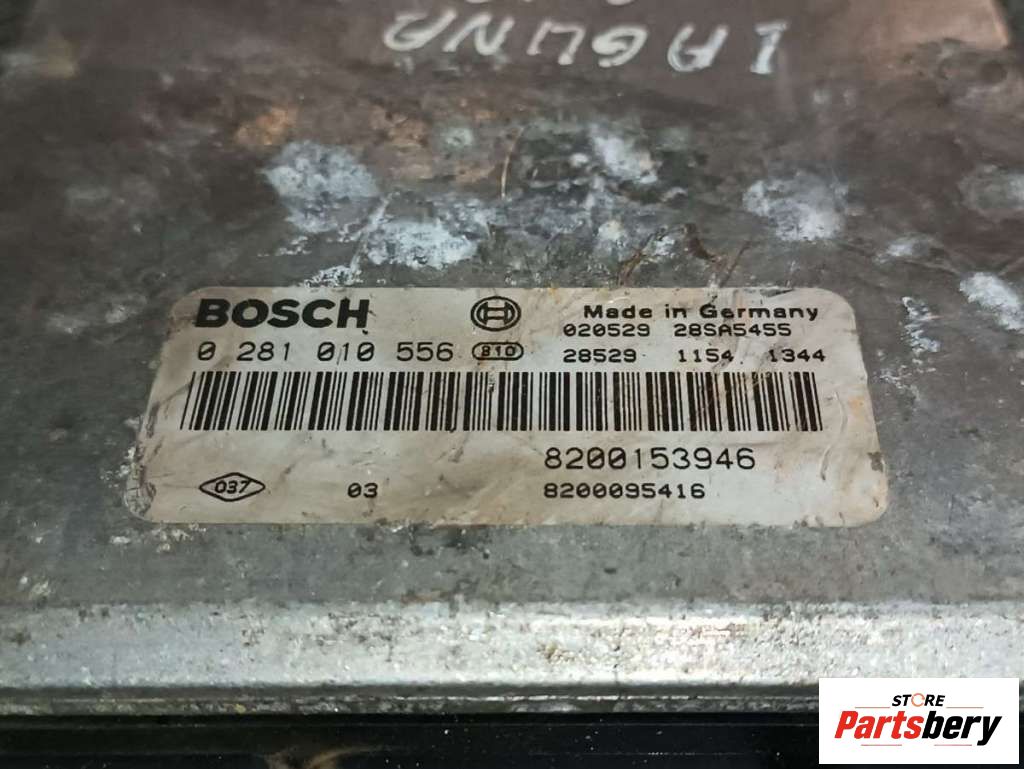 LAGUNA
BOSCH Made in Germany
020529 28SA5455
0 281 010 556 810 28529 1154 1344
8200153946
037 03 8200095416
STORE
Partsbery